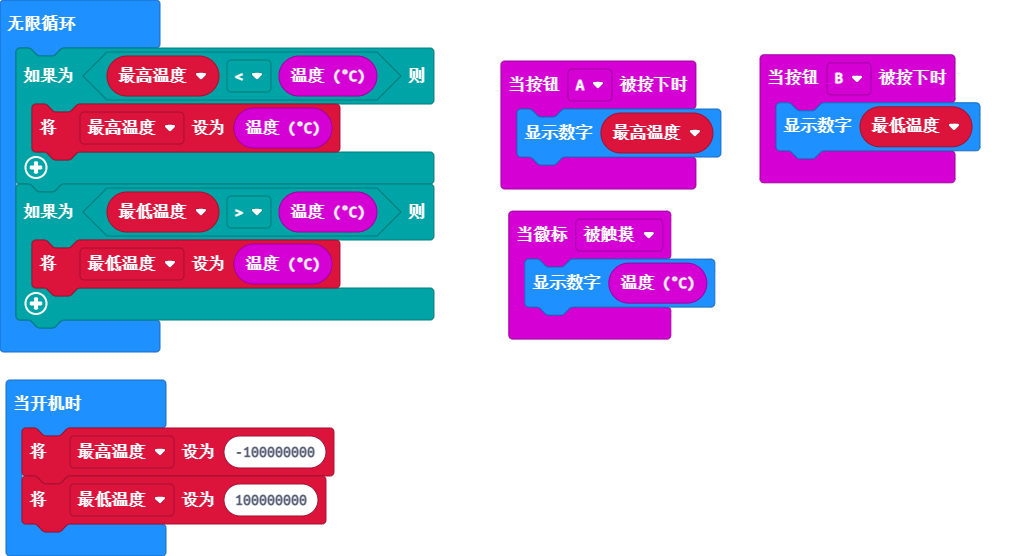 无限循环
如果为 最高温度 < 温度 (°C) 则
将 最高温度 设为 温度 (°C)
如果为 最低温度 > 温度 (°C) 则
将 最低温度 设为 温度 (°C)
当按钮 A 被按下时
显示数字 最高温度
当按钮 B 被按下时
显示数字 最低温度
当徽标 被触摸
显示数字 温度 (°C)
当开机时
将 最高温度 设为 -100000000
将 最低温度 设为 100000000